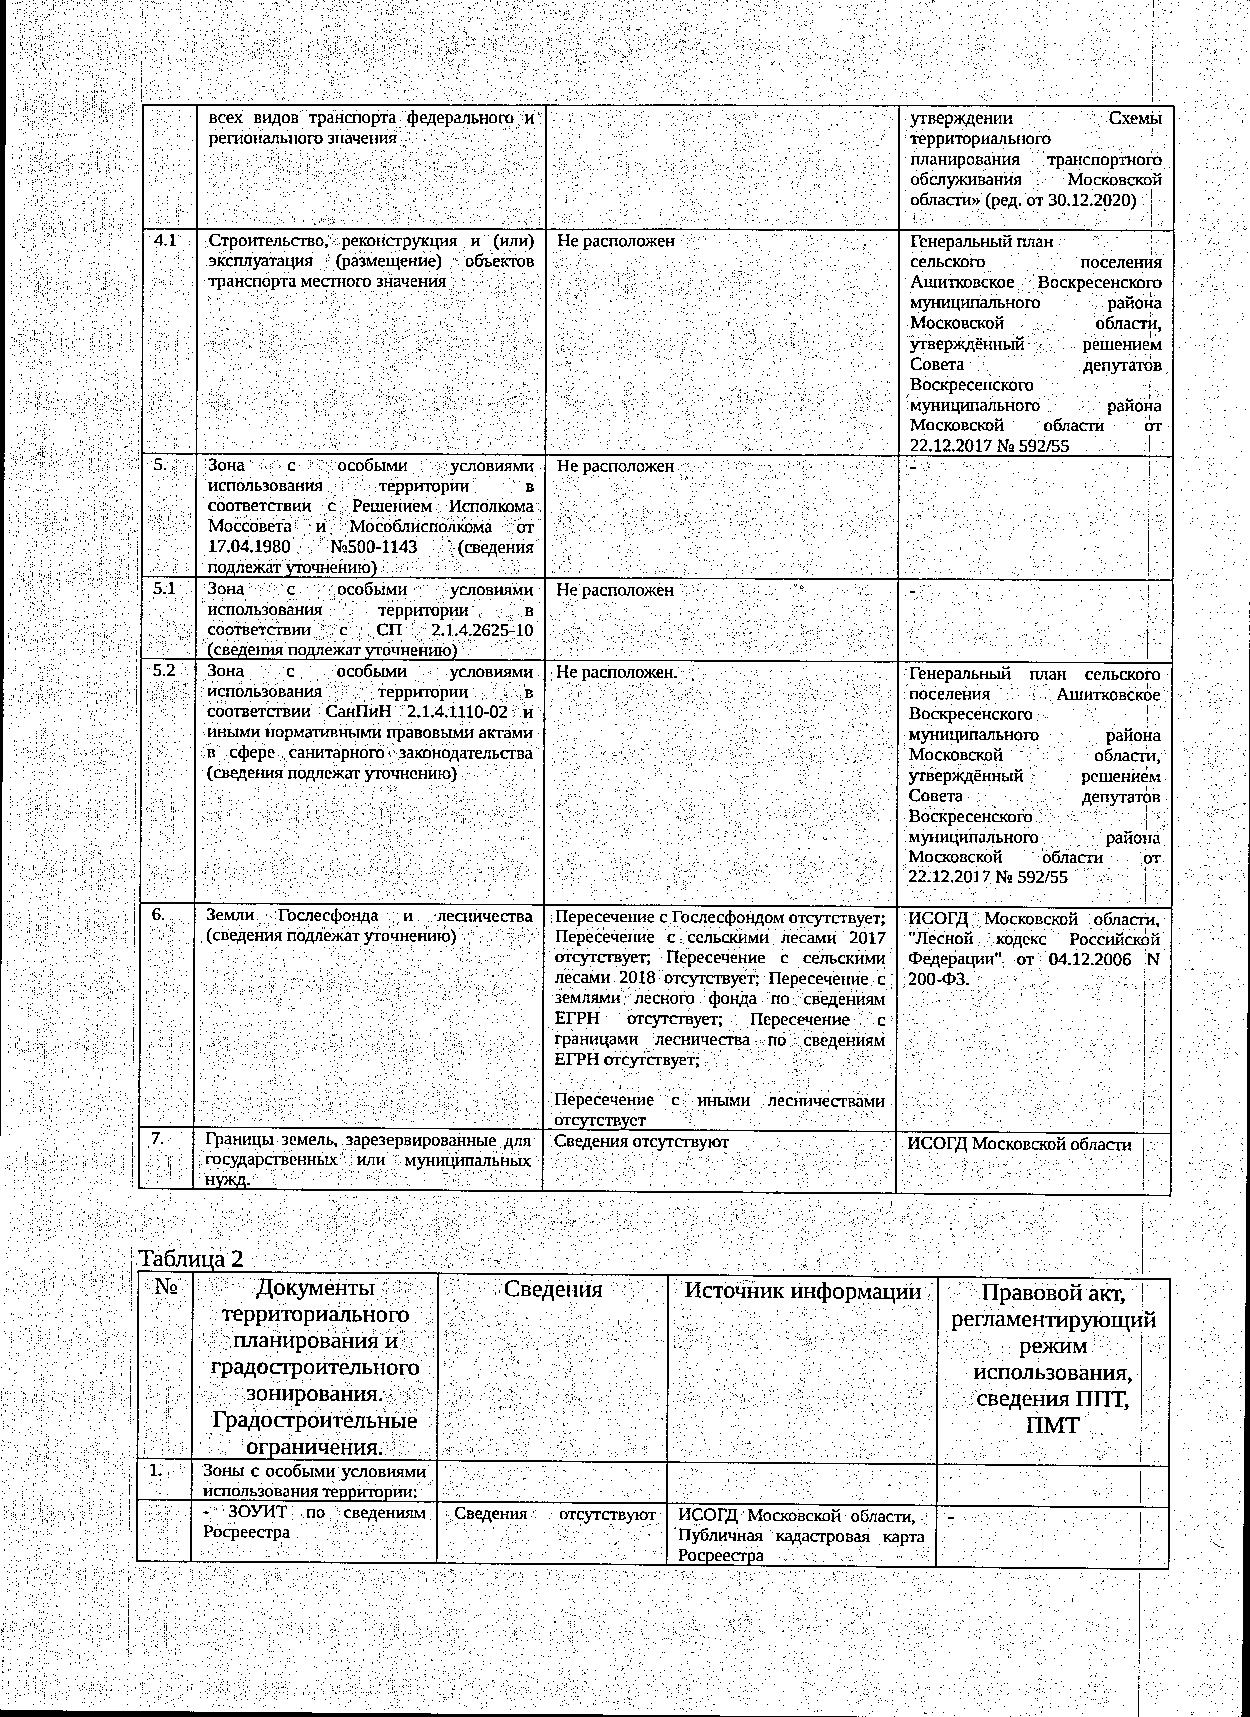 всех видов транспорта федерального и
регионального значения
утверждении Схемы
территориального
планирования транспортного
обслуживания Московской
области» (ред. от 30.12.2020)
4.1
Строительство, реконструкция и (или)
эксплуатация (размещение) объектов
транспорта местного значения
Не расположен
Генеральный план
сельского поселения
Ашитковское Воскресенского
муниципального района
Московской области,
утверждённый решением
Совета депутатов
Воскресенского
муниципального района
Московской области от
22.12.2017 № 592/55
5.
Зона с особыми условиями
использования территории в
соответствии с Решением Исполкома
Моссовета и Мособлисполкома от
17.04.1980 №500-1143 (сведения
подлежат уточнению)
Не расположен
-
5.1
Зона с особыми условиями
использования территории в
соответствии с СП 2.1.4.2625-10
(сведения подлежат уточнению)
Не расположен
-
5.2
Зона с особыми условиями
использования территории в
соответствии СанПиН 2.1.4.1110-02 и
иными нормативными правовыми актами
в сфере санитарного законодательства
(сведения подлежат уточнению)
Не расположен.
Генеральный план сельского
поселения Ашитковское
Воскресенского
муниципального района
Московской области,
утверждённый решением
Совета депутатов
Воскресенского
муниципального района
Московской области от
22.12.2017 № 592/55
6.
Земли Гослесфонда и лесничества
(сведения подлежат уточнению)
Пересечение с Гослесфондом отсутствует;
Пересечение с сельскими лесами 2017
отсутствует; Пересечение с сельскими
лесами 2018 отсутствует; Пересечение с
землями лесного фонда по сведениям
ЕГРН отсутствует; Пересечение с
границами лесничества по сведениям
ЕГРН отсутствует;
Пересечение с иными лесничествами
отсутствует
ИСОГД Московской области,
"Лесной кодекс Российской
Федерации" от 04.12.2006 N
200-ФЗ.
7.
Границы земель, зарезервированные для
государственных или муниципальных
нужд.
Сведения отсутствуют
ИСОГД Московской области
Таблица 2
№
Документы
территориального
планирования и
градостроительного
зонирования.
Градостроительные
ограничения.
Сведения
Источник информации
Правовой акт,
регламентирующий
режим
использования,
сведения ППТ,
ПМТ
1.
Зоны с особыми условиями
использования территории:
- ЗОУИТ по сведениям
Росреестра
Сведения отсутствуют
ИСОГД Московской области,
Публичная кадастровая карта
Росреестра
-